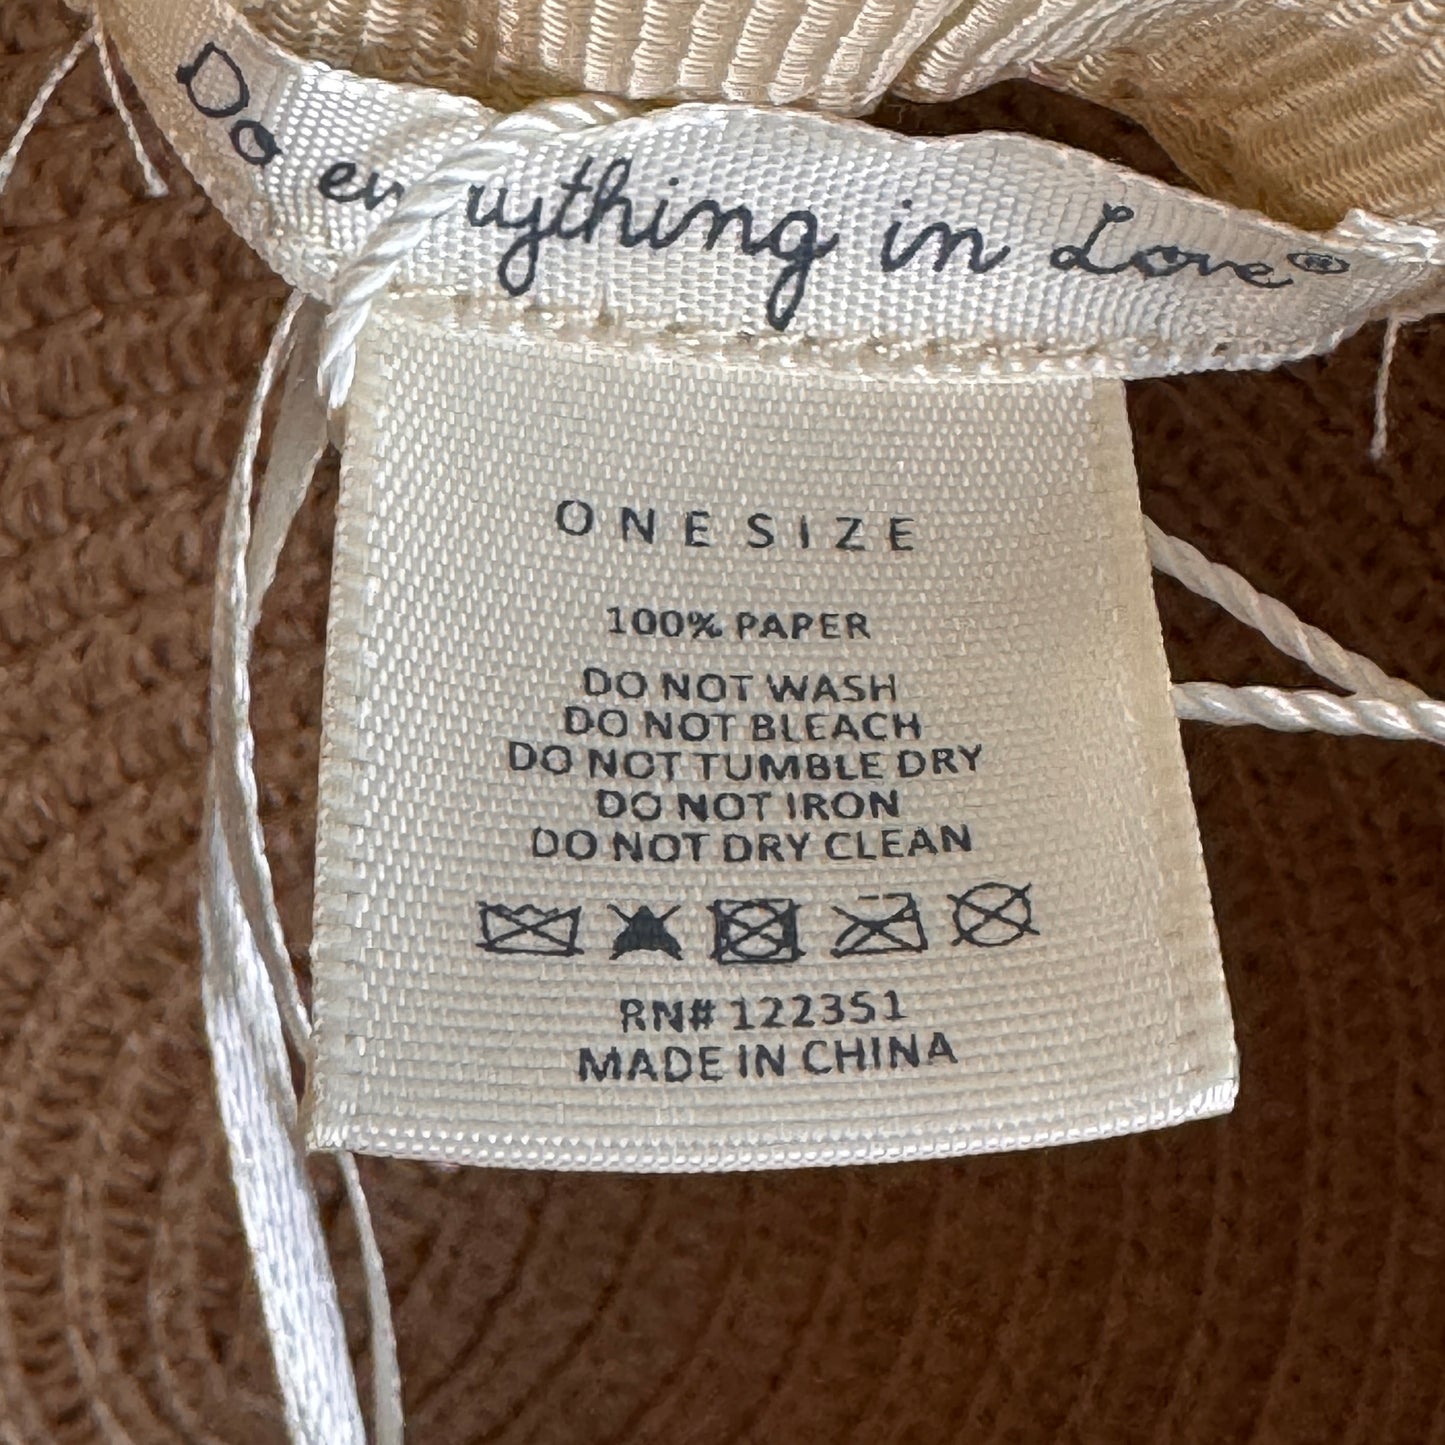 Do everything in Love®
ONE SIZE
100% PAPER
DO NOT WASH
DO NOT BLEACH
DO NOT TUMBLE DRY
DO NOT IRON
DO NOT DRY CLEAN
RN# 122351
MADE IN CHINA